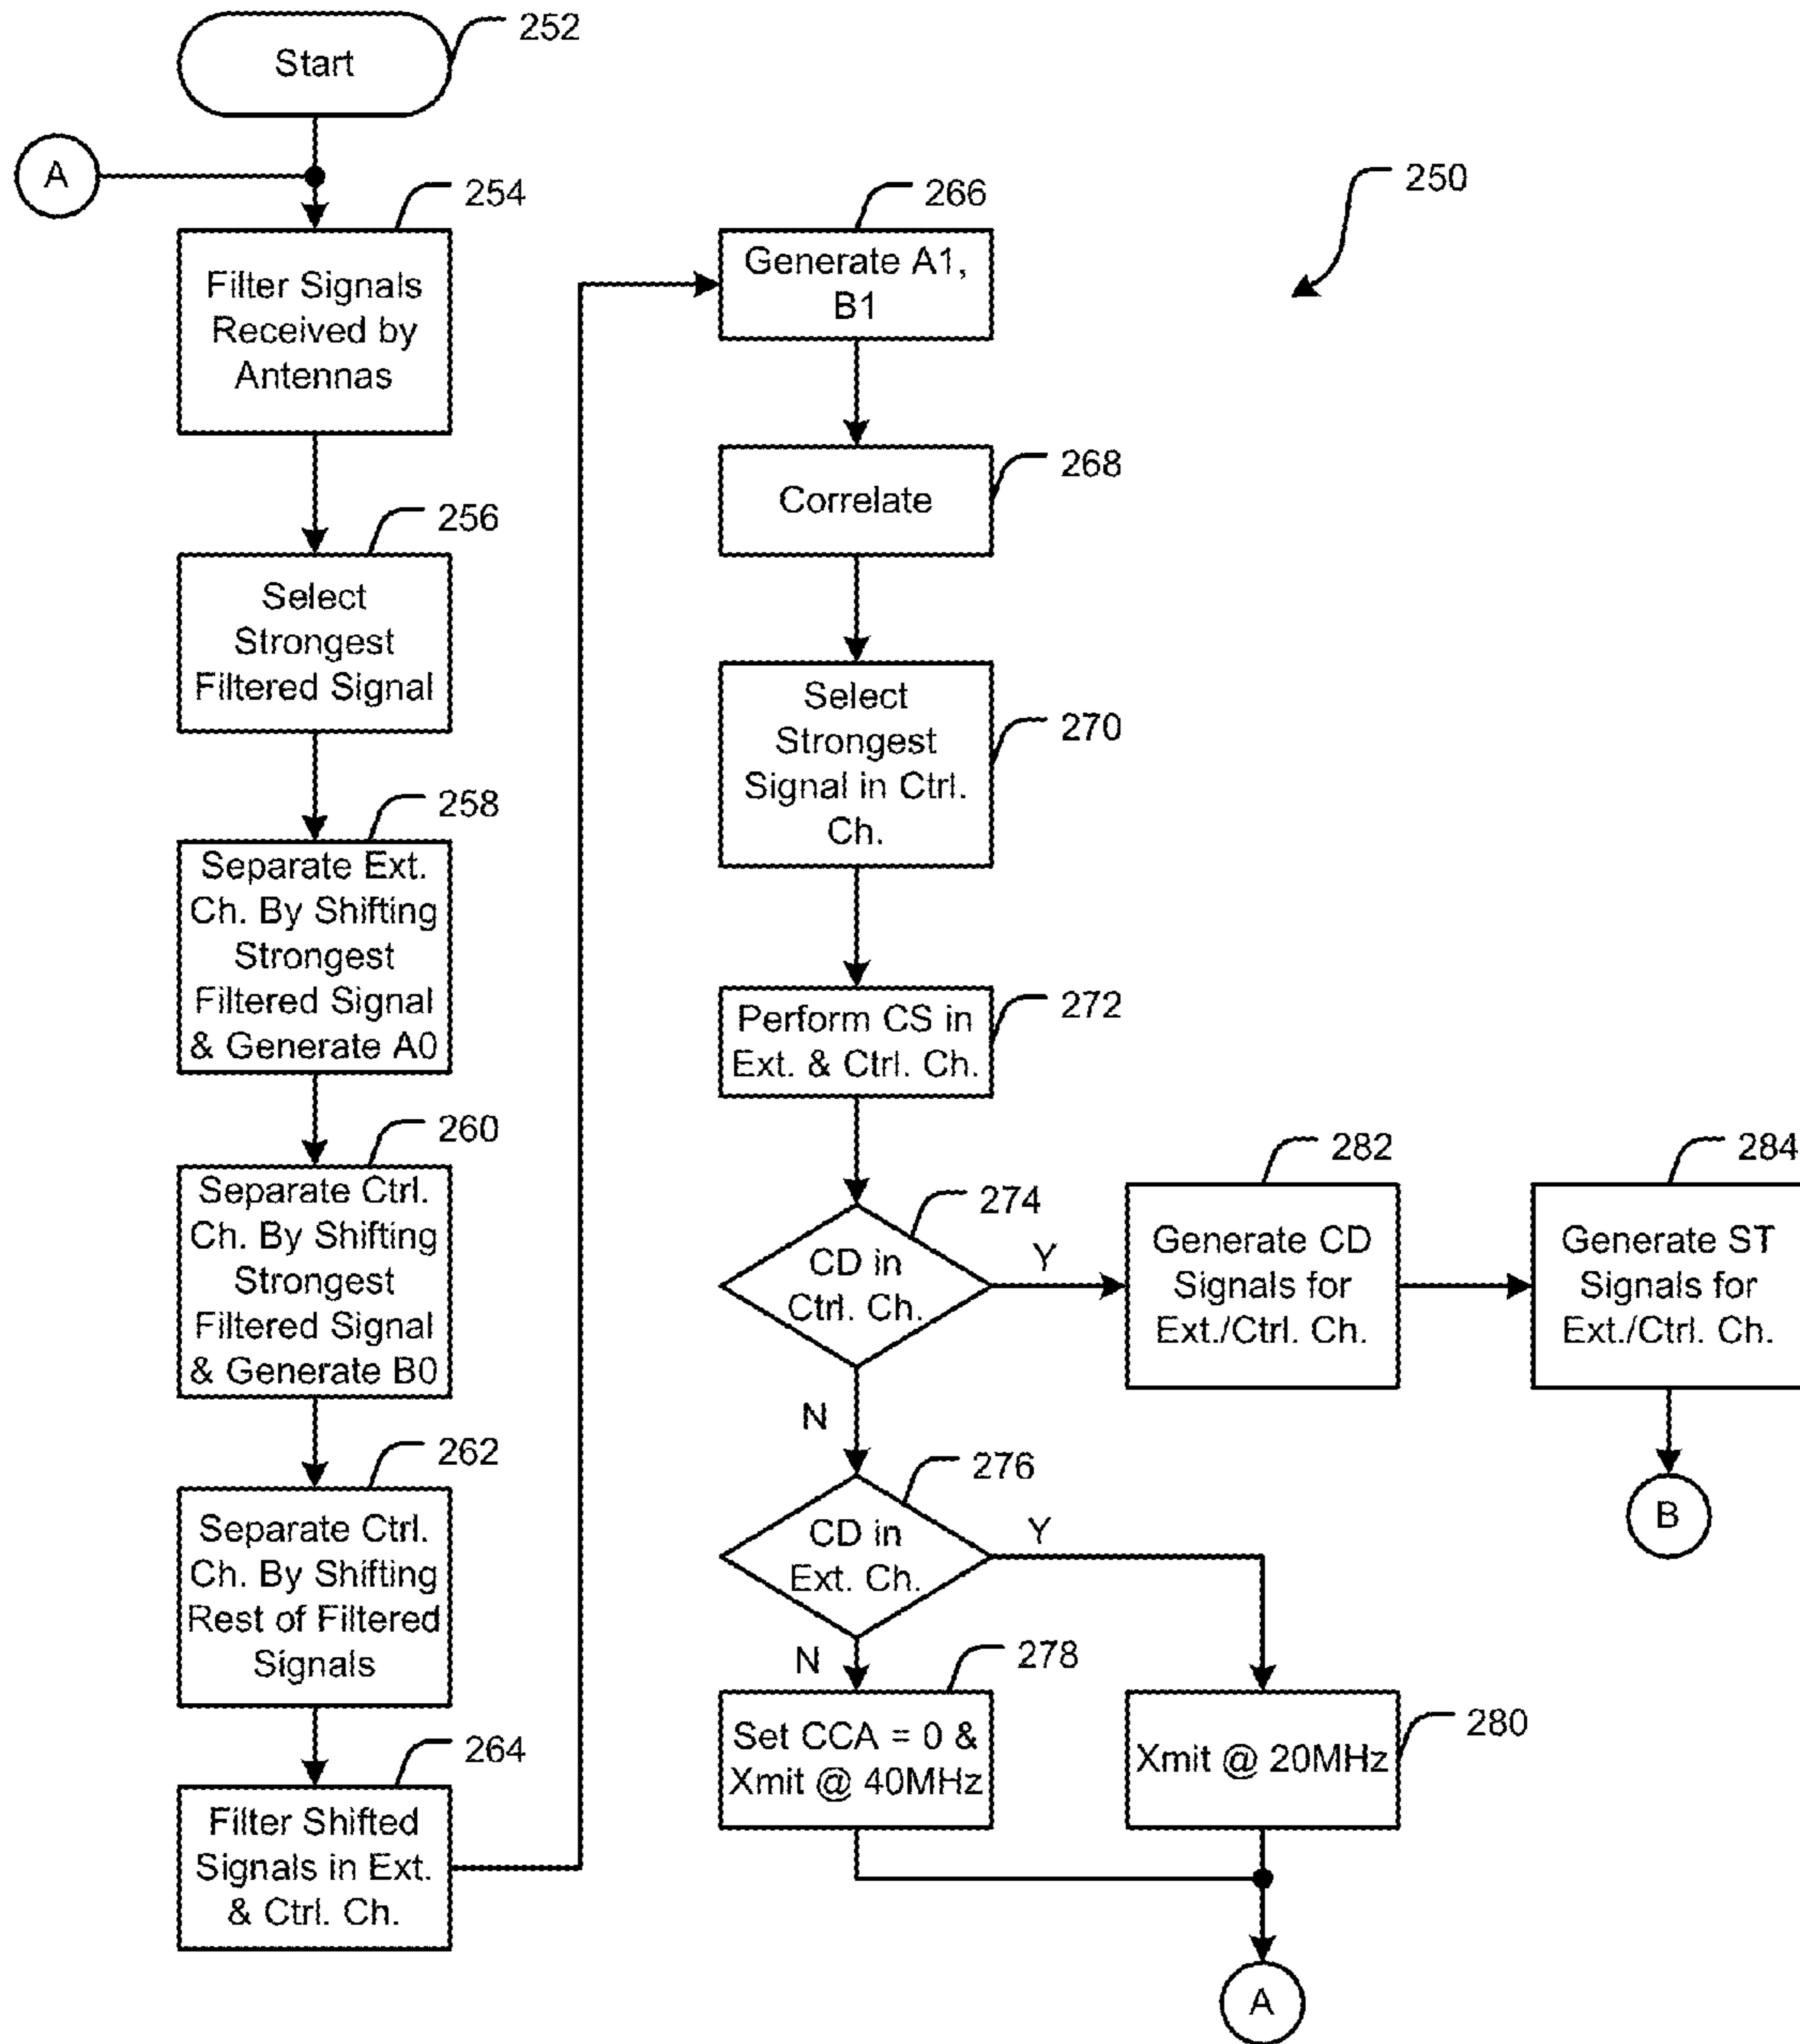 252
Start
A
254
Filter Signals
Received by
Antennas
256
Select
Strongest
Filtered Signal
258
Separate Ext.
Ch. By Shifting
Strongest
Filtered Signal
& Generate A0
260
Separate Ctrl.
Ch. By Shifting
Strongest
Filtered Signal
& Generate B0
262
Separate Ctrl.
Ch. By Shifting
Rest of Filtered
Signals
264
Filter Shifted
Signals in Ext.
& Ctrl. Ch.
250
266
Generate A1,
B1
268
Correlate
270
Select
Strongest
Signal in Ctrl.
Ch.
272
Perform CS in
Ext. & Ctrl. Ch.
274
CD in
Ctrl. Ch.
Y
N
282
Generate CD
Signals for
Ext./Ctrl. Ch.
284
Generate ST
Signals for
Ext./Ctrl. Ch.
B
276
CD in
Ext. Ch.
Y
N
278
Set CCA = 0 &
Xmit @ 40MHz
280
Xmit @ 20MHz
A